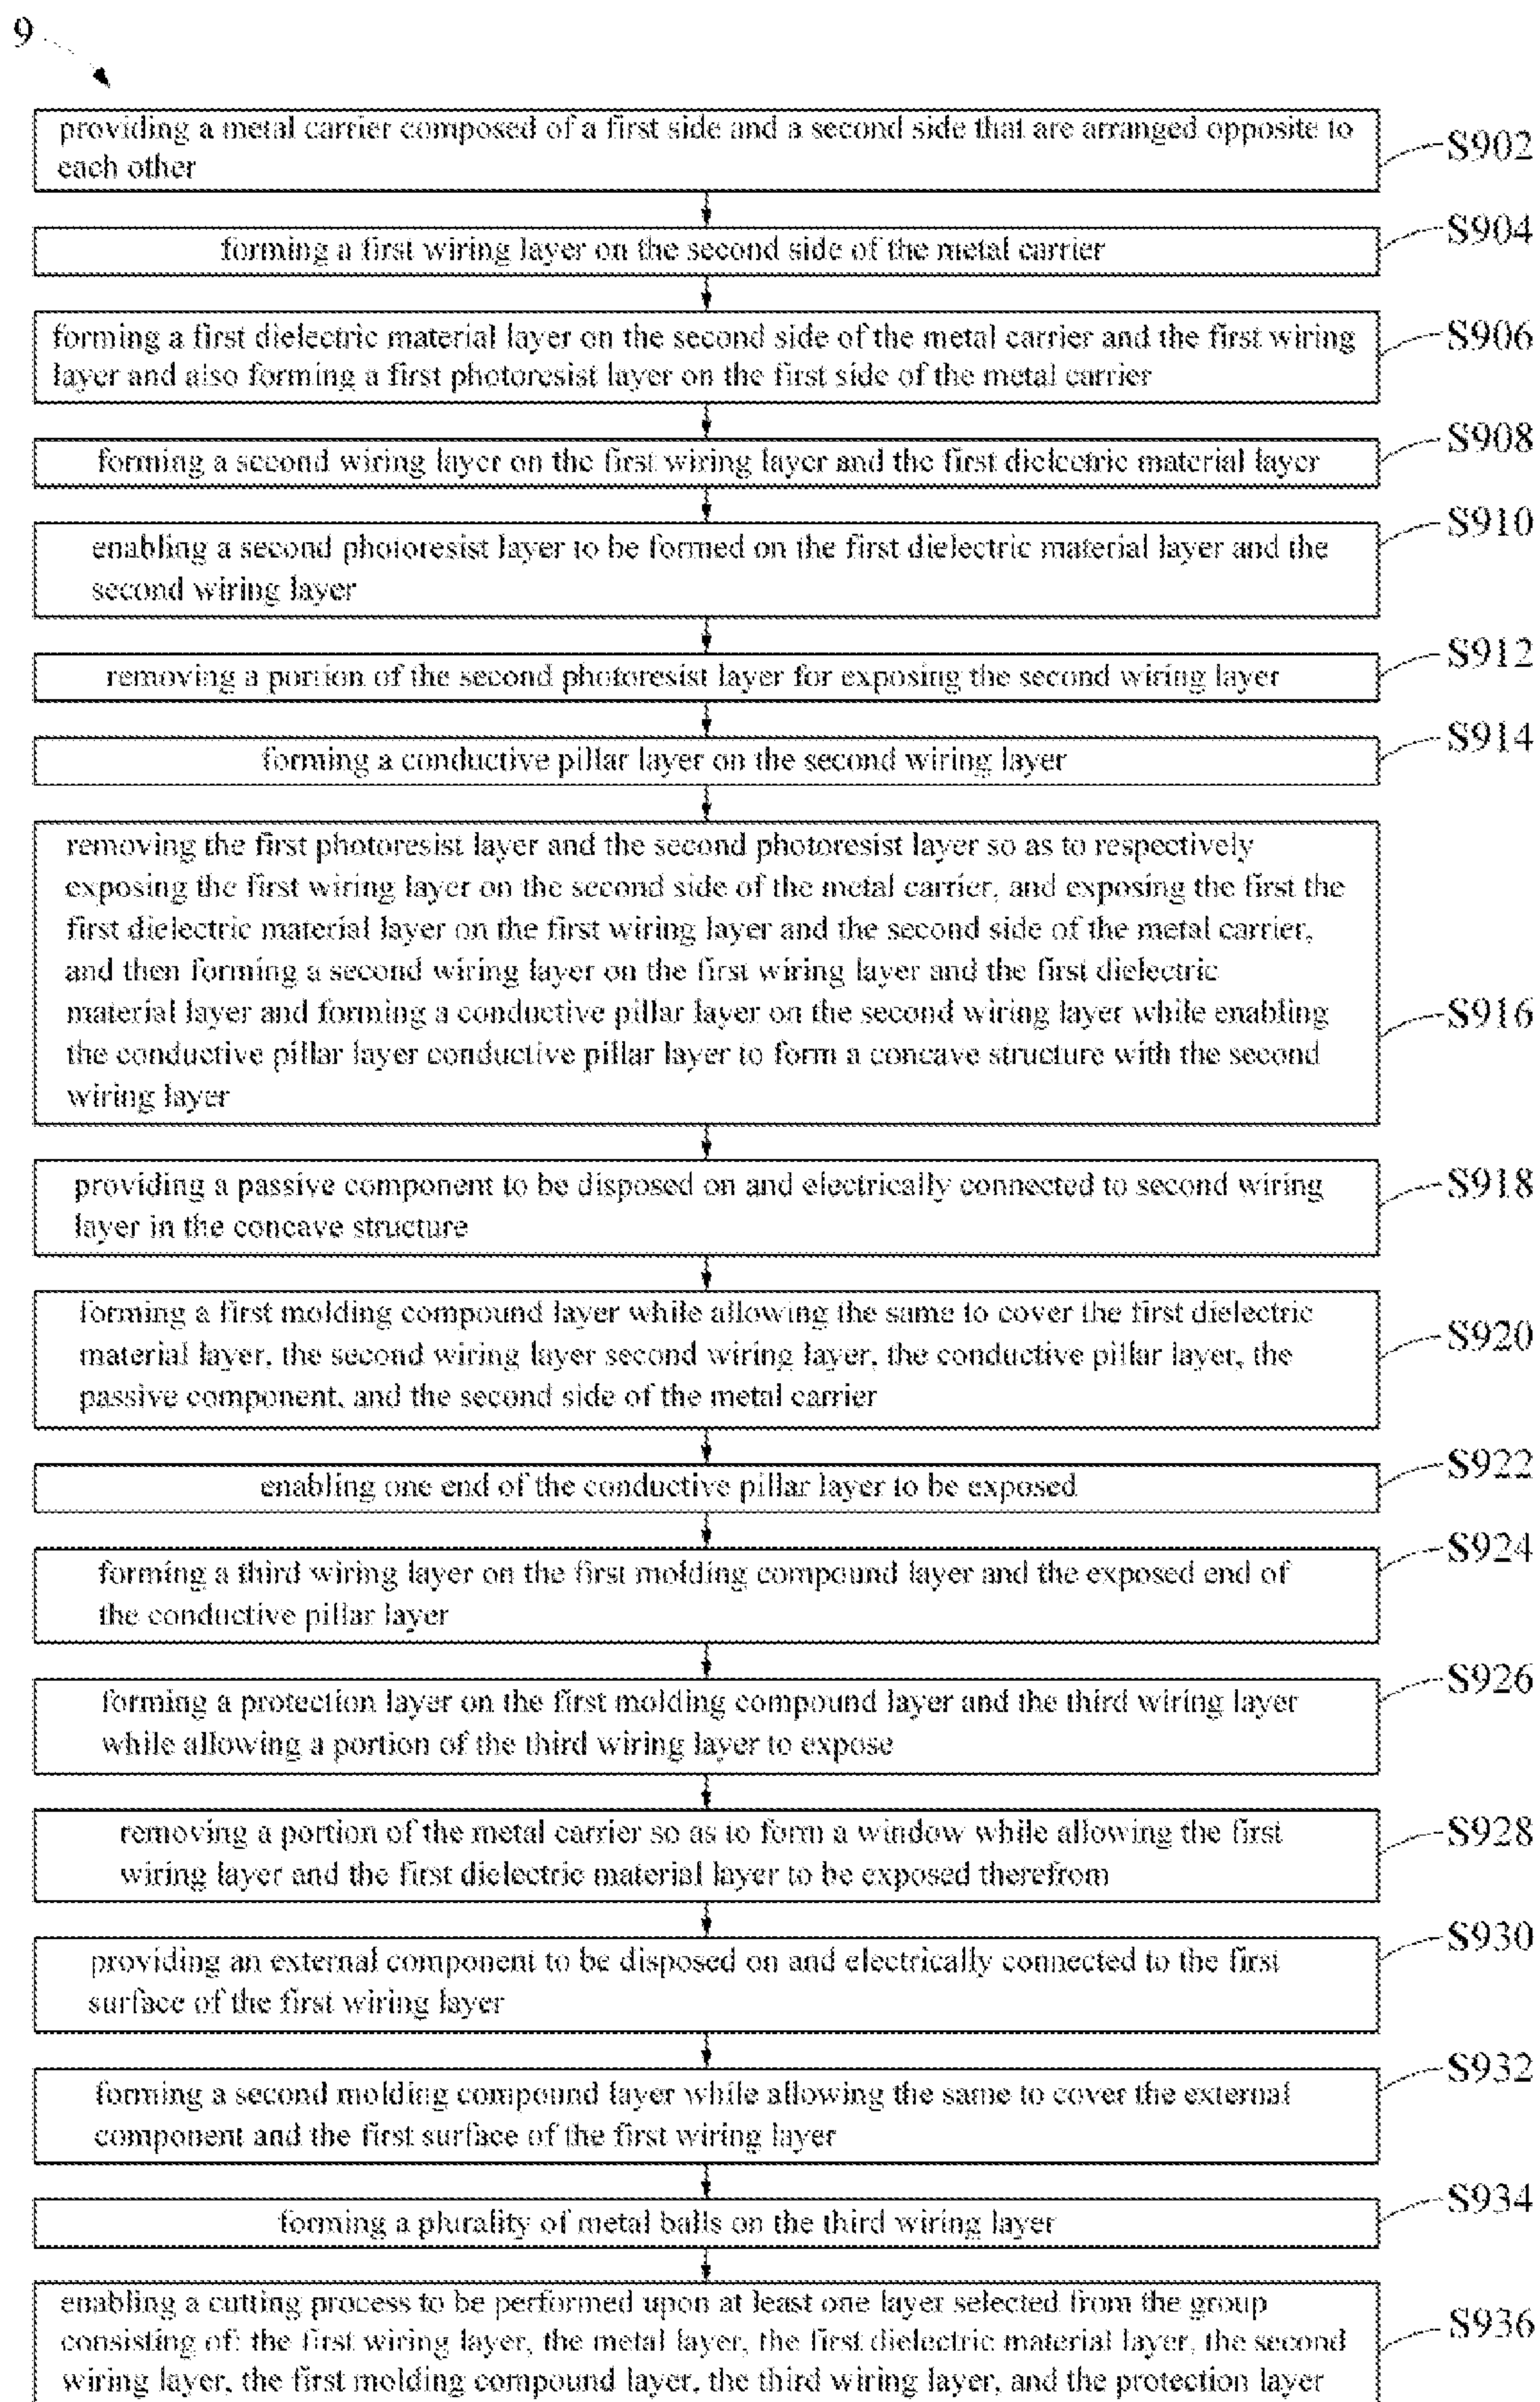 9
providing a metal carrier composed of a first side and a second side that are arranged opposite to
each other
S902
forming a first wiring layer on the second side of the metal carrier
S904
forming a first dielectric material layer on the second side of the metal carrier and the first wiring
layer and also forming a first photoresist layer on the first side of the metal carrier
S906
forming a second wiring layer on the first wiring layer and the first dielectric material layer
S908
enabling a second photoresist layer to be formed on the first dielectric material layer and the
second wiring layer
S910
removing a portion of the second photoresist layer for exposing the second wiring layer
S912
forming a conductive pillar layer on the second wiring layer
S914
removing the first photoresist layer and the second photoresist layer so as to respectively
exposing the first wiring layer on the second side of the metal carrier, and exposing the first the
first dielectric material layer on the first wiring layer and the second side of the metal carrier,
and then forming a second wiring layer on the first wiring layer and the first dielectric
material layer and forming a conductive pillar layer on the second wiring layer while enabling
the conductive pillar layer conductive pillar layer to form a concave structure with the second
wiring layer
S916
providing a passive component to be disposed on and electrically connected to second wiring
layer in the concave structure
S918
forming a first molding compound layer while allowing the same to cover the first dielectric
material layer, the second wiring layer second wiring layer, the conductive pillar layer, the
passive component, and the second side of the metal carrier
S920
enabling one end of the conductive pillar layer to be exposed
S922
forming a third wiring layer on the first molding compound layer and the exposed end of
the conductive pillar layer
S924
forming a protection layer on the first molding compound layer and the third wiring layer
while allowing a portion of the third wiring layer to expose
S926
removing a portion of the metal carrier so as to form a window while allowing the first
wiring layer and the first dielectric material layer to be exposed therefrom
S928
providing an external component to be disposed on and electrically connected to the first
surface of the first wiring layer
S930
forming a second molding compound layer while allowing the same to cover the external
component and the first surface of the first wiring layer
S932
forming a plurality of metal balls on the third wiring layer
S934
enabling a cutting process to be performed upon at least one layer selected from the group
consisting of: the first wiring layer, the metal layer, the first dielectric material layer, the second
wiring layer, the first molding compound layer, the third wiring layer, and the protection layer
S936